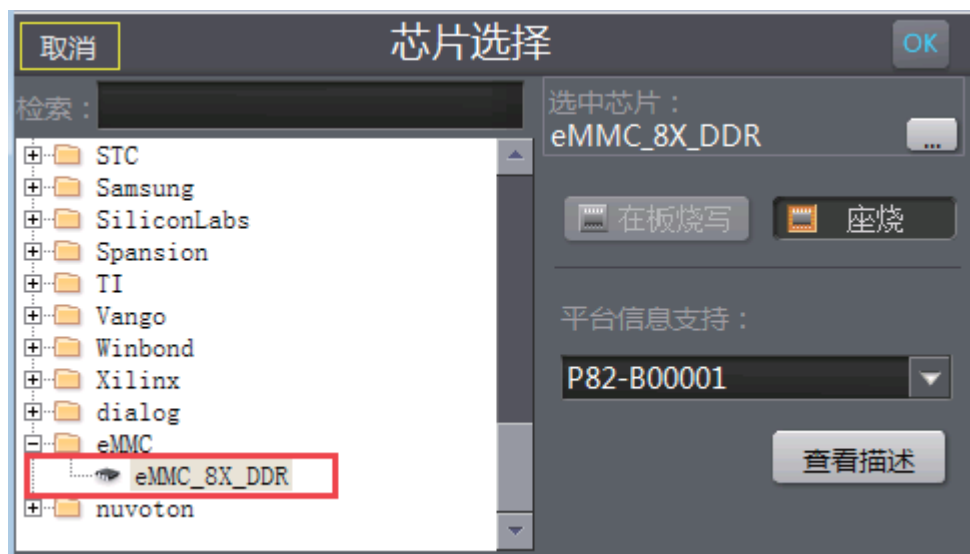 取消
芯片选择
OK
检索：
选中芯片：
eMMC_8X_DDR
...
STC
Samsung
SiliconLabs
Spansion
TI
Vango
Winbond
Xilinx
dialog
eMMC
eMMC_8X_DDR
nuvoton
在板烧写
座烧
平台信息支持：
P82-B00001
查看描述